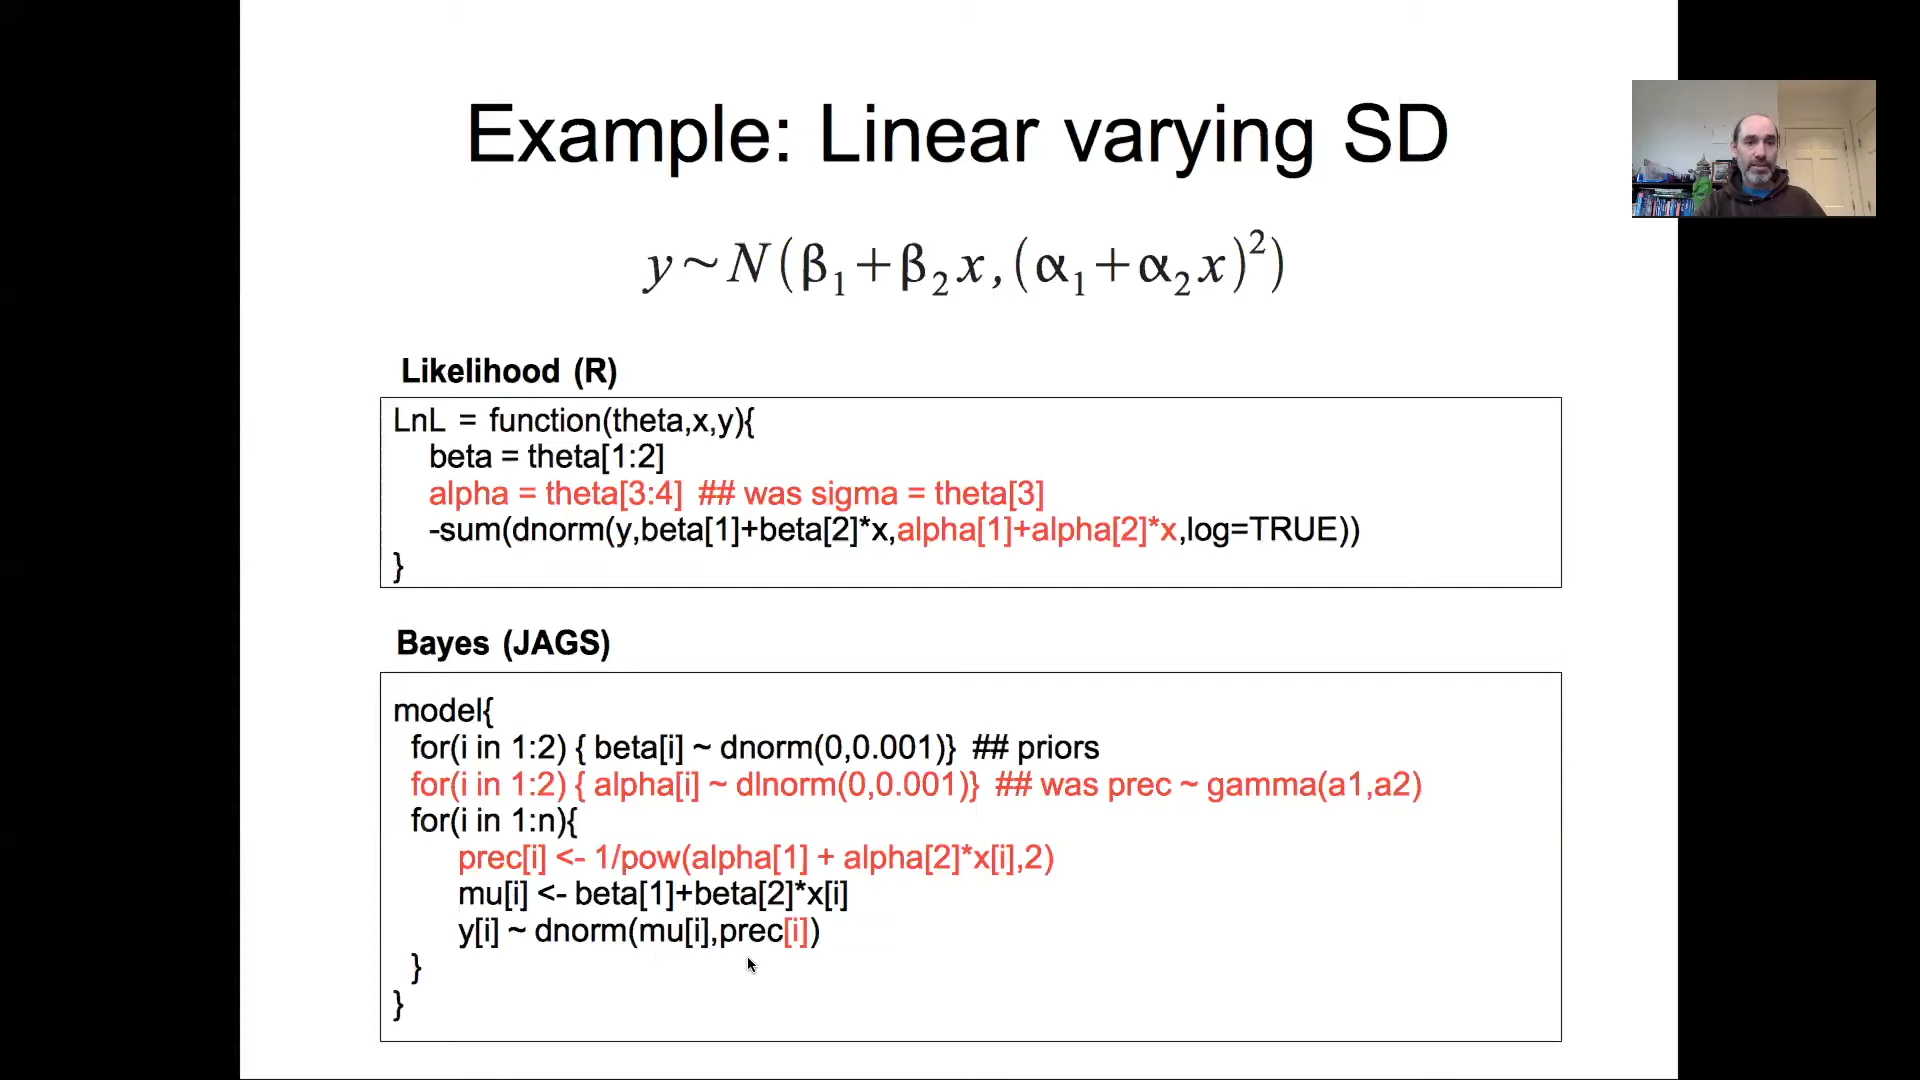 Example: Linear varying SD
y~N(β₁+β₂x,(α₁+α₂x)²)
Likelihood (R)
LnL = function(theta,x,y){
beta = theta[1:2]
alpha = theta[3:4] ## was sigma = theta[3]
-sum(dnorm(y,beta[1]+beta[2]*x,alpha[1]+alpha[2]*x,log=TRUE))
}
Bayes (JAGS)
model{
for(i in 1:2) { beta[i] ~ dnorm(0,0.001)} ## priors
for(i in 1:2) { alpha[i] ~ dlnorm(0,0.001)} ## was prec ~ gamma(a1,a2)
for(i in 1:n){
prec[i] <- 1/pow(alpha[1] + alpha[2]*x[i],2)
mu[i] <- beta[1]+beta[2]*x[i]
y[i] ~ dnorm(mu[i],prec[i])
}
}